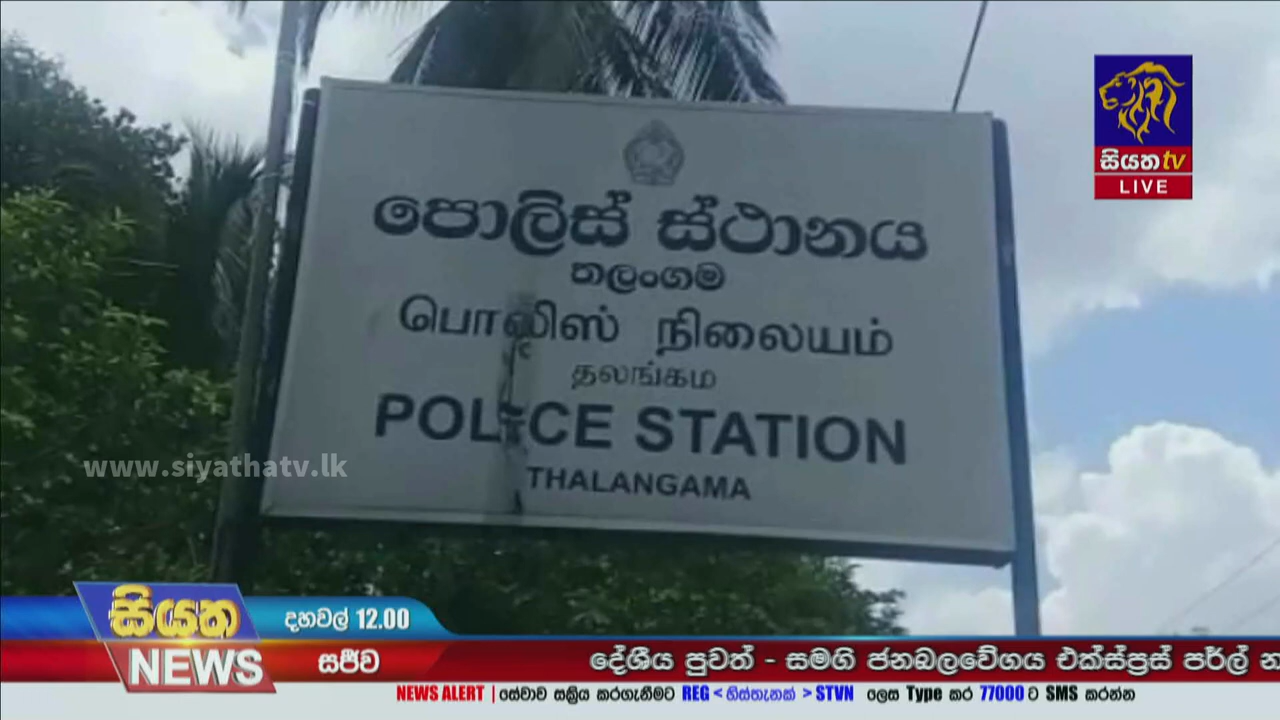 සියත tv
LIVE
පොලිස් ස්ථානය
තලංගම
பொலிஸ் நிலையம்
தலங்கம
POLICE STATION
THALANGAMA
www.siyathatv.lk
සියත
NEWS
දහවල් 12.00
සජීව
දේශීය පුවත් - සමගි ජනබලවේගය එක්ස්ප්‍රස් පර්ල්
NEWS ALERT | සේවාව සක්‍රිය කරගැනීමට REG < හිස්තැනක් > STVN ලෙස Type කර 77000 ට SMS කරන්න